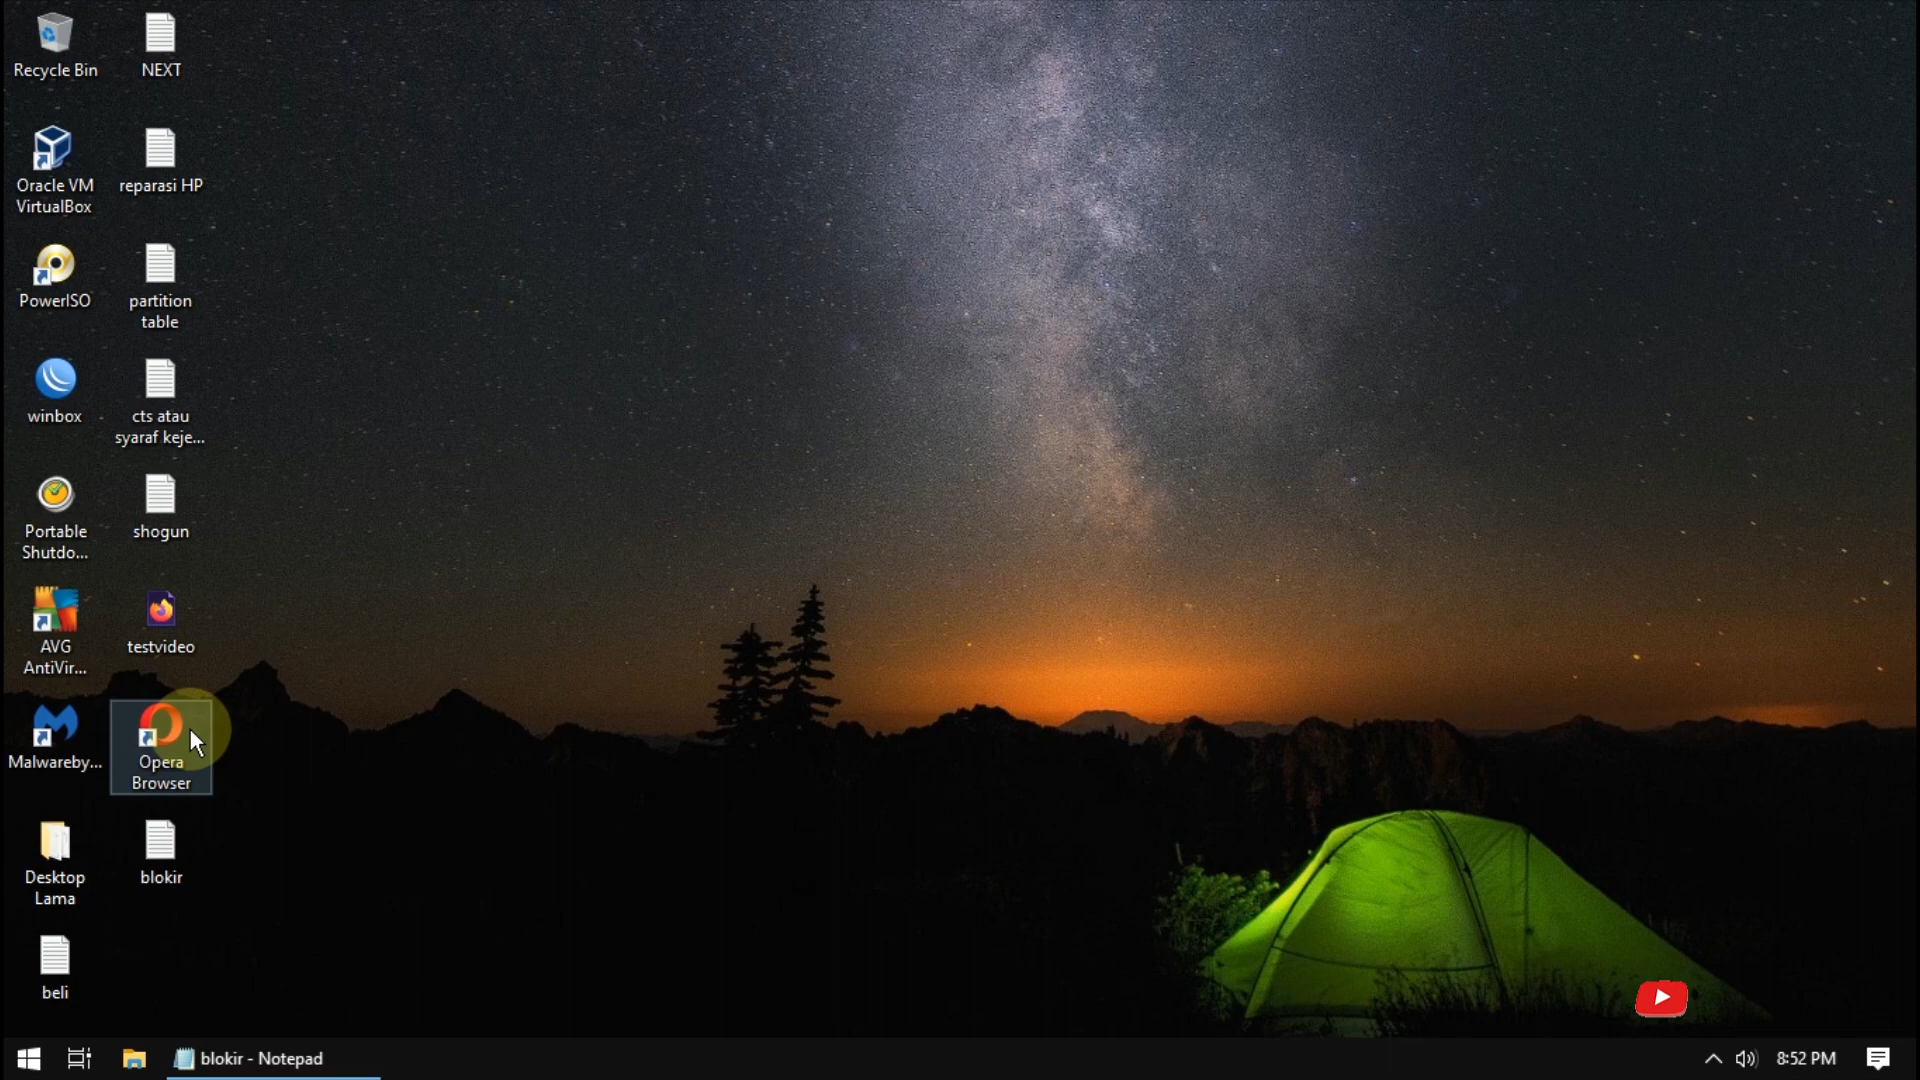 Recycle Bin
NEXT
Oracle VM
VirtualBox
reparasi HP
PowerISO
partition
table
winbox
cts atau
syaraf keje...
Portable
Shutdo...
shogun
AVG
AntiVir...
testvideo
Malwareby...
Opera
Browser
Desktop
Lama
blokir
beli
blokir - Notepad
8:52 PM